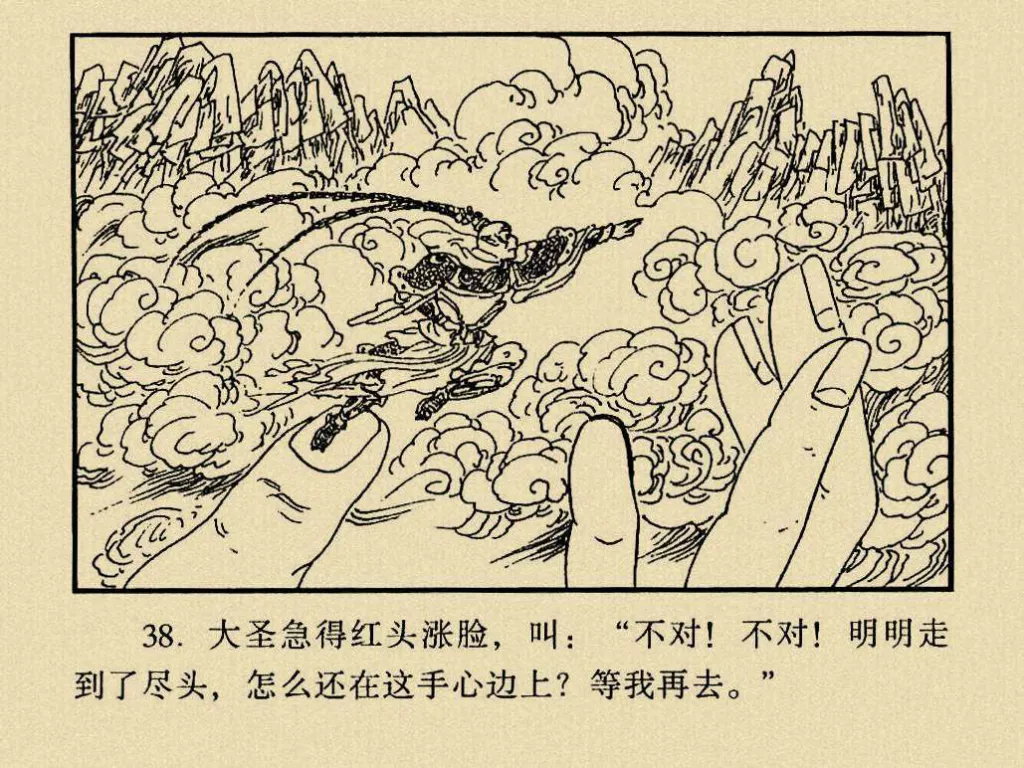 38. 大圣急得红头涨脸，叫：“不对！不对！明明走
到了尽头，怎么还在这手心边上？等我再去。”